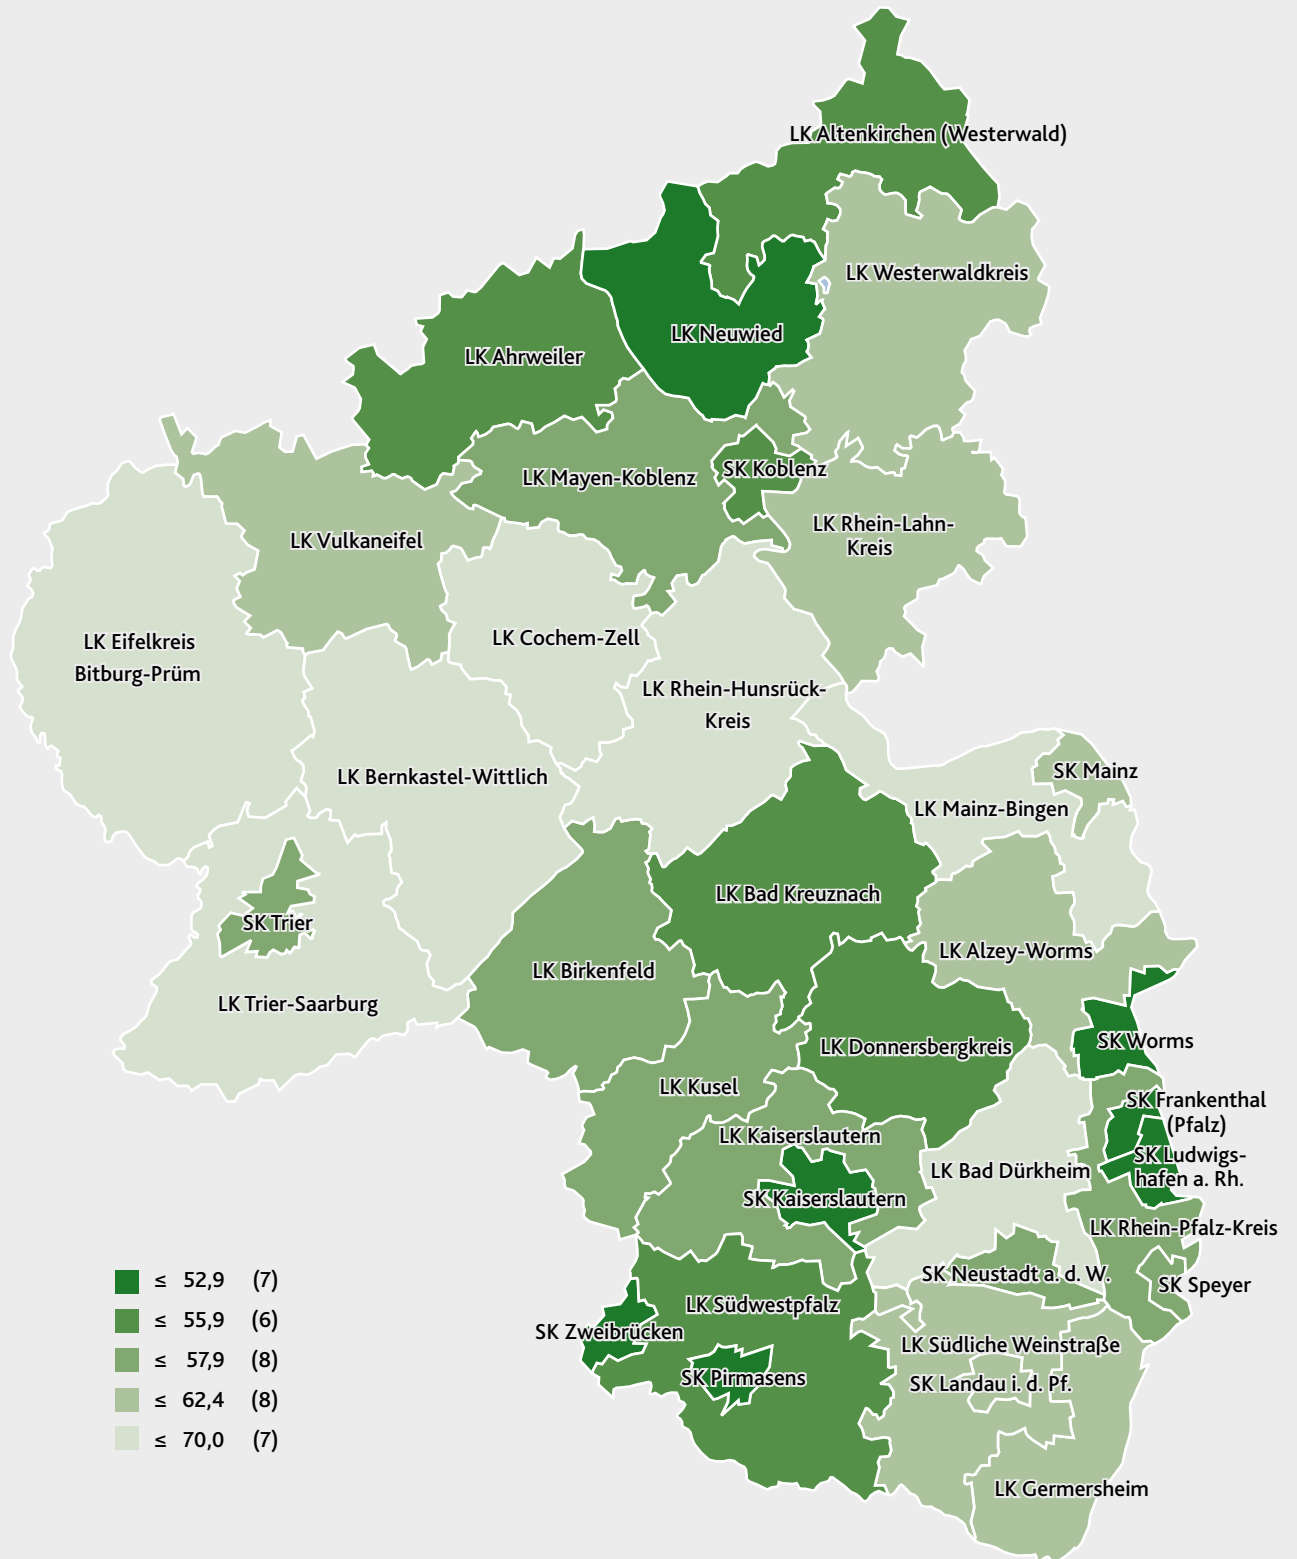 LK Altenkirchen (Westerwald)
LK Westerwaldkreis
LK Neuwied
LK Ahrweiler
SK Koblenz
LK Mayen-Koblenz
LK Rhein-Lahn-
Kreis
LK Vulkaneifel
LK Cochem-Zell
LK Eifelkreis
Bitburg-Prüm
LK Rhein-Hunsrück-
Kreis
SK Mainz
LK Bernkastel-Wittlich
LK Mainz-Bingen
LK Bad Kreuznach
SK Trier
LK Alzey-Worms
LK Birkenfeld
LK Trier-Saarburg
SK Worms
LK Donnersbergkreis
LK Kusel
SK Frankenthal
(Pfalz)
LK Kaiserslautern
SK Ludwigs-
hafen a. Rh.
LK Bad Dürkheim
SK Kaiserslautern
LK Rhein-Pfalz-Kreis
SK Neustadt a. d. W.
SK Speyer
LK Südwestpfalz
SK Zweibrücken
LK Südliche Weinstraße
SK Pirmasens
SK Landau i. d. Pf.
LK Germersheim
≤ 52,9 (7)
≤ 55,9 (6)
≤ 57,9 (8)
≤ 62,4 (8)
≤ 70,0 (7)